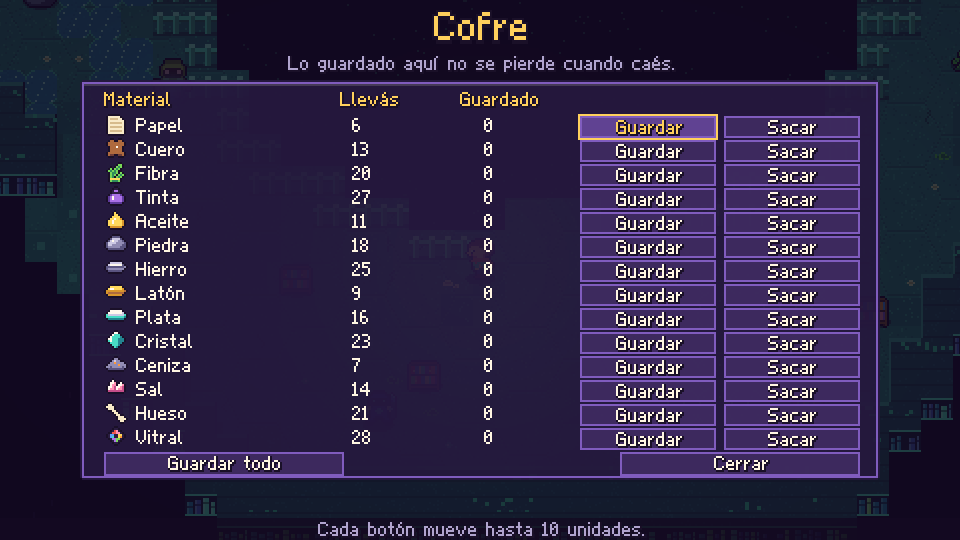 Cofre
Lo guardado aquí no se pierde cuando caés.
Material Llevás Guardado
Papel 6 0 Guardar Sacar
Cuero 13 0 Guardar Sacar
Fibra 20 0 Guardar Sacar
Tinta 27 0 Guardar Sacar
Aceite 11 0 Guardar Sacar
Piedra 18 0 Guardar Sacar
Hierro 25 0 Guardar Sacar
Latón 9 0 Guardar Sacar
Plata 16 0 Guardar Sacar
Cristal 23 0 Guardar Sacar
Ceniza 7 0 Guardar Sacar
Sal 14 0 Guardar Sacar
Hueso 21 0 Guardar Sacar
Vitral 28 0 Guardar Sacar
Guardar todo Cerrar
Cada botón mueve hasta 10 unidades.